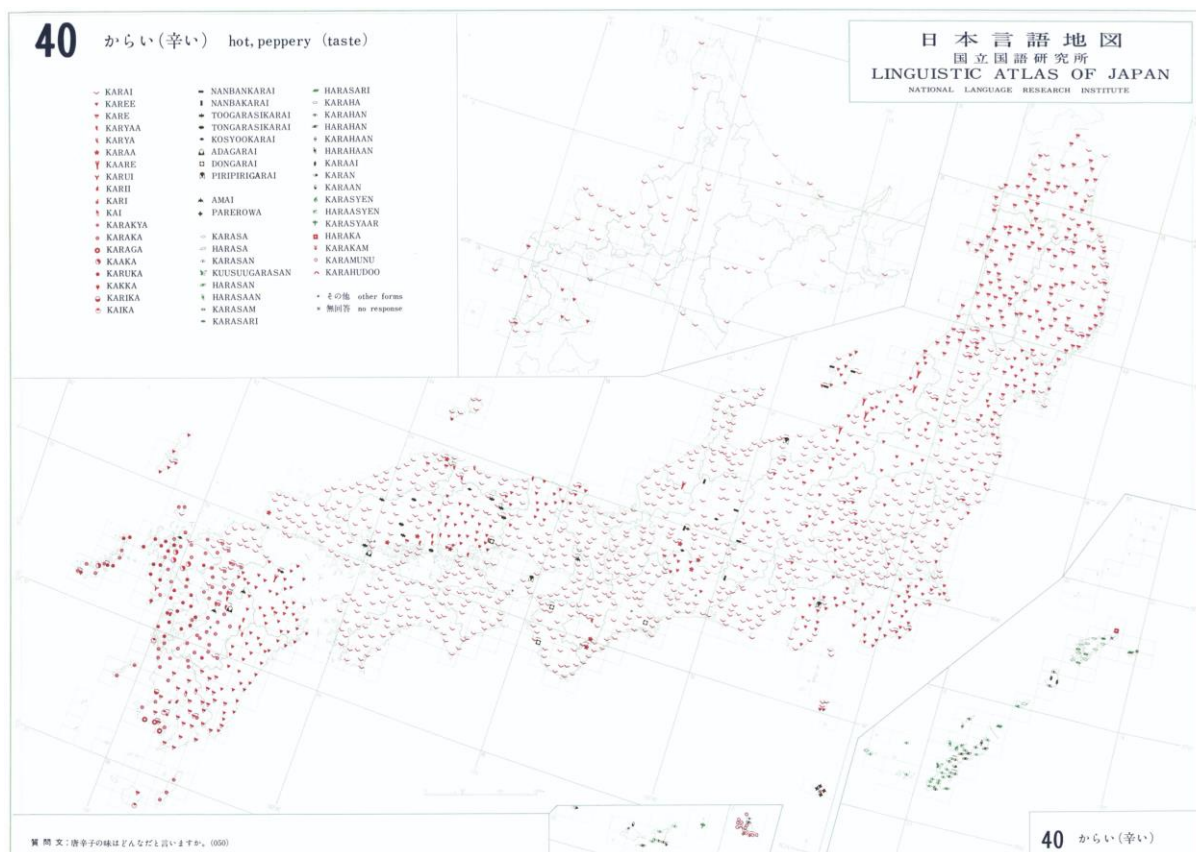 40 からい(辛い) hot, peppery (taste)
KARAI
KAREE
KARE
KARYAA
KARYA
KARAA
KAARE
KARUI
KARII
KARI
KAI
KARAKYA
KARAKA
KARAGA
KAAKA
KARUKA
KAKKA
KARIKA
KAIKA
NANBANKARAI
NANBAKARAI
TOOGARASIKARAI
TONGARASIKARAI
KOSYOOKARAI
ADAGARAI
DONGARAI
PIRIPIRIGARAI
AMAI
PAREROWA
KARASA
HARASA
KARASAN
KUUSUUGARASAN
HARASAN
HARASAAN
KARASAM
KARASARI
HARASARI
KARAHA
KARAHAN
HARAHAN
KARAHAAN
HARAHAAN
KARAAI
KARAN
KARAAN
KARASYEN
HARAASYEN
KARASYAAR
HARAKA
KARAKAM
KARAMUNU
KARAHUDOO
その他 other forms
無回答 no response
日本言語地図
国立国語研究所
LINGUISTIC ATLAS OF JAPAN
NATIONAL LANGUAGE RESEARCH INSTITUTE
質問文:唐辛子の味はどんなだと言いますか。(050)
40 からい(辛い)